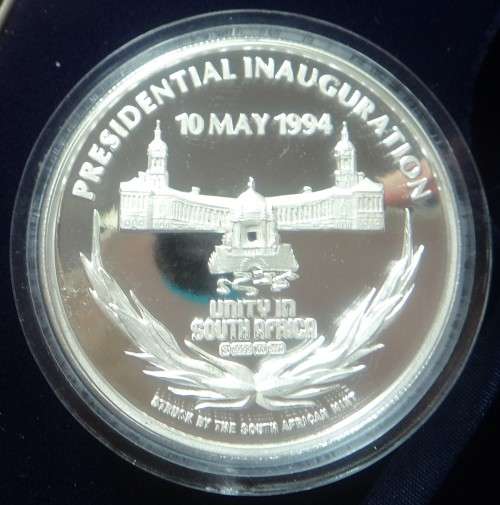 PRESIDENTIAL INAUGURATION
10 MAY 1994
UNITY IN
SOUTH AFRICA
STRUCK BY THE SOUTH AFRICAN MINT